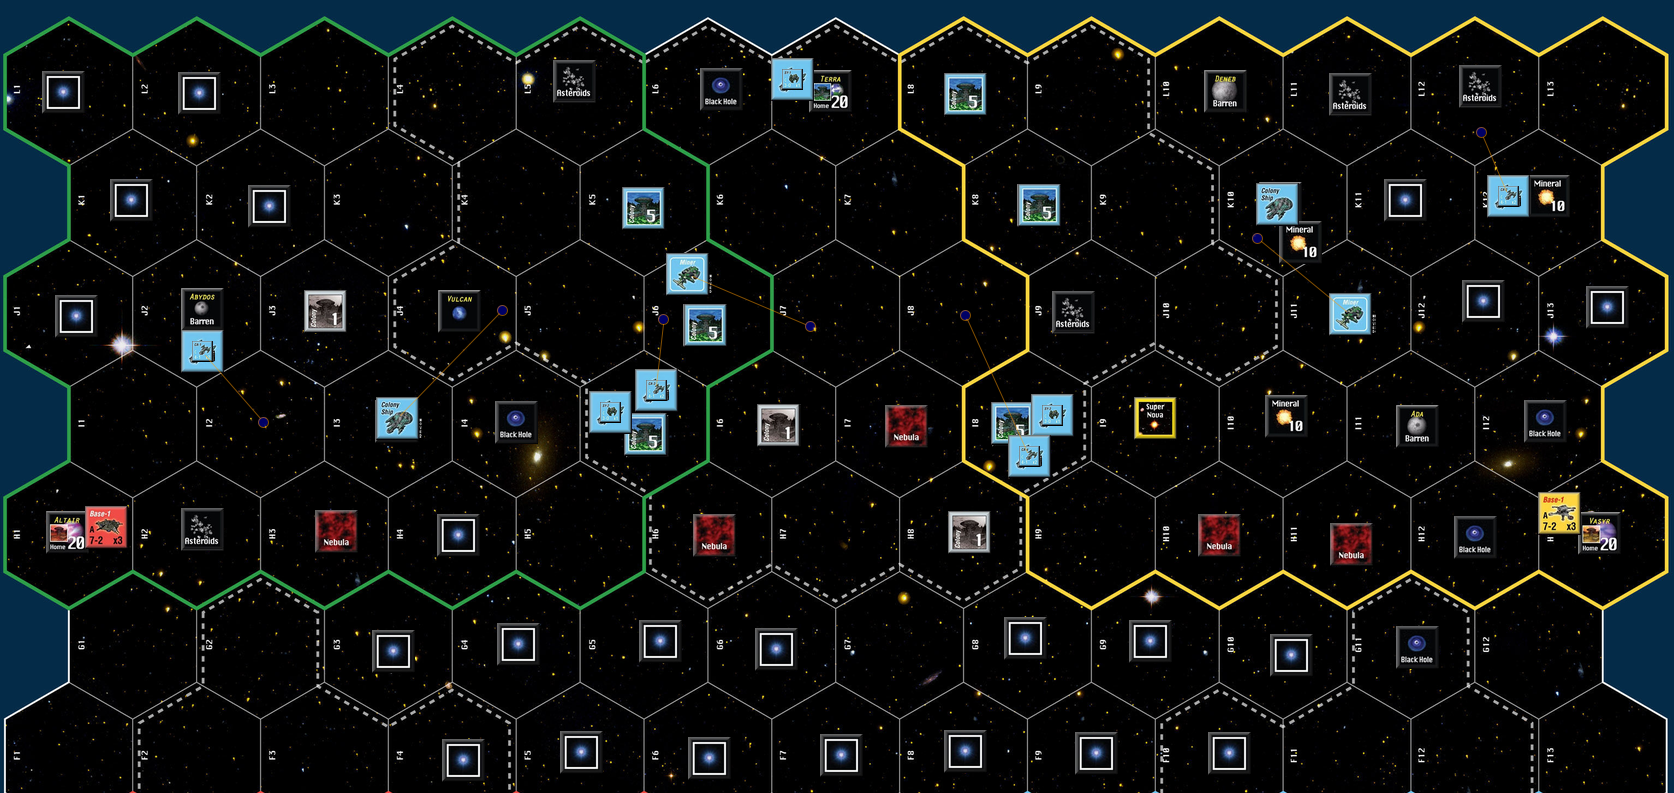 L1
L2
L3
L4
L5
Asteroids
L6
Black Hole
TERRA
Home 20
L8
Colony 5
L9
L10
DENEB
Barren
L11
Asteroids
L12
Asteroids
L13
K1
K2
K3
K4
K5
Colony 5
K6
K7
K8
Colony 5
K9
K10
Colony Ship
Mineral
10
K11
Mineral
10
J1
J2
ABYDOS
Barren
J3
Colony 1
J4
VULCAN
J5
J6
Miner
Colony 5
J7
J8
J9
Asteroids
J10
J11
Miner
J12
J13
I1
I2
I3
Colony Ship
I4
Black Hole
5
I6
Colony 1
I7
Nebula
I8
Colony 5
I9
Super Nova
I10
Mineral
10
I11
ADA
Barren
I12
Black Hole
H1
ALTAIR
Home 20
Base-1
A
7-2 x3
H2
Asteroids
H3
Nebula
H4
H5
H6
Nebula
H7
H8
Colony 1
H9
H10
Nebula
H11
Nebula
H12
Black Hole
H
Base-1
A
7-2 x3
VASYR
Home 20
G1
G2
G3
G4
G5
G6
G7
G8
G9
G10
G11
Black Hole
G12
F1
F2
F3
F4
F5
F6
F7
F8
F9
F10
F11
F12
F13